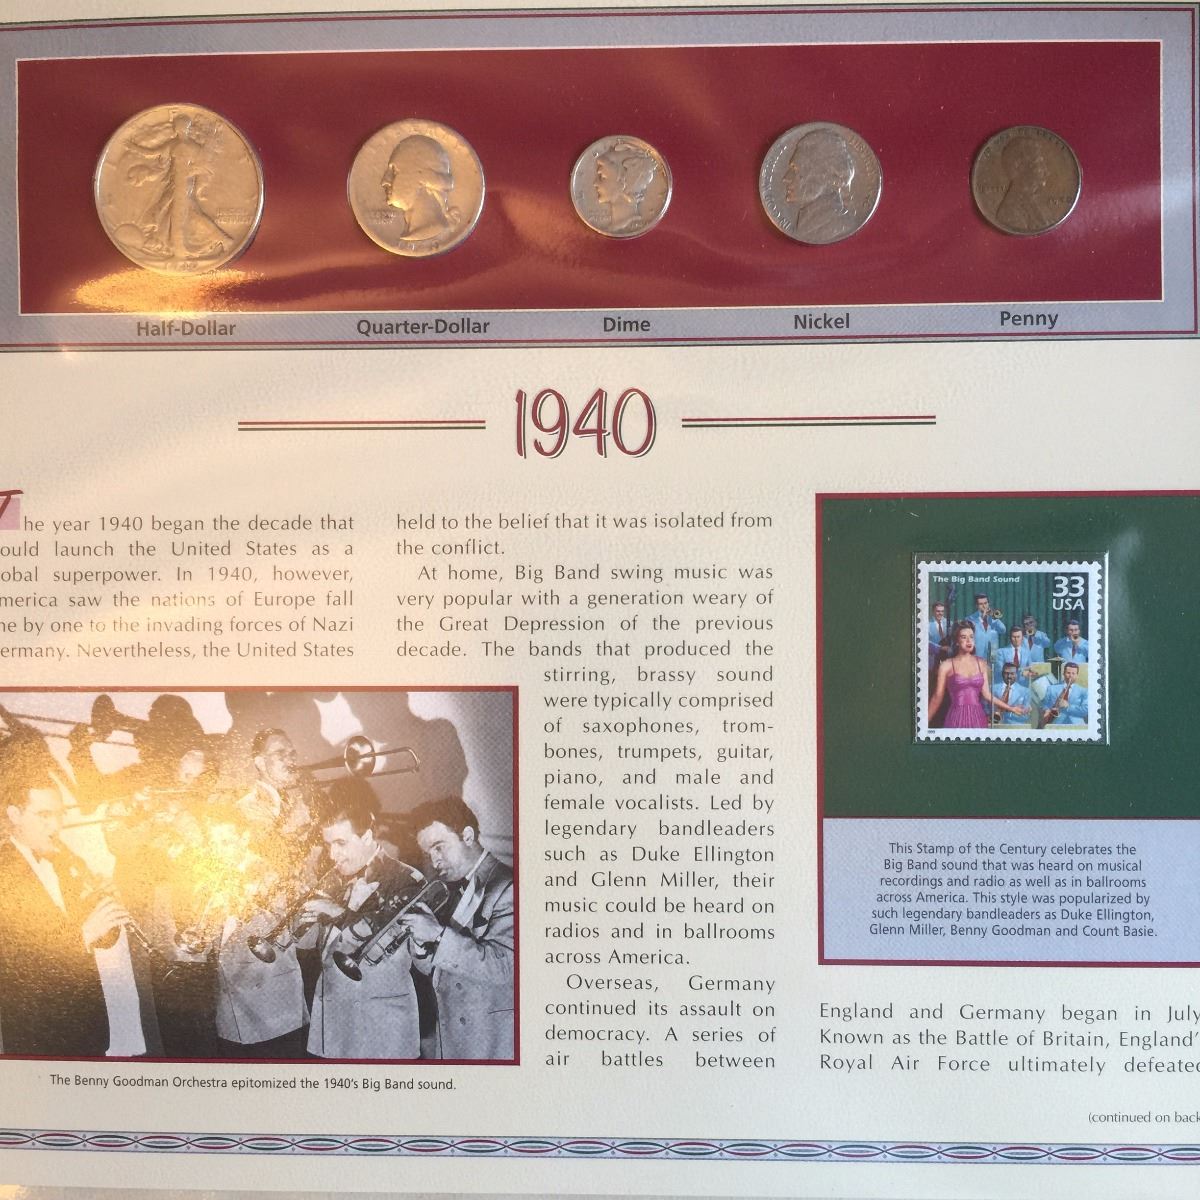 Half-Dollar
Quarter-Dollar
Dime
Nickel
Penny
1940
The year 1940 began the decade that
ould launch the United States as a
obal superpower. In 1940, however,
merica saw the nations of Europe fall
ne by one to the invading forces of Nazi
ermany. Nevertheless, the United States
held to the belief that it was isolated from
the conflict.
At home, Big Band swing music was
very popular with a generation weary of
the Great Depression of the previous
decade. The bands that produced the
stirring, brassy sound
were typically comprised
of saxophones, trom-
bones, trumpets, guitar,
piano, and male and
female vocalists. Led by
legendary bandleaders
such as Duke Ellington
and Glenn Miller, their
music could be heard on
radios and in ballrooms
across America.
Overseas, Germany
continued its assault on
democracy. A series of
air battles between
The Benny Goodman Orchestra epitomized the 1940's Big Band sound.
The Big Band Sound
33
USA
This Stamp of the Century celebrates the
Big Band sound that was heard on musical
recordings and radio as well as in ballrooms
across America. This style was popularized by
such legendary bandleaders as Duke Ellington,
Glenn Miller, Benny Goodman and Count Basie.
England and Germany began in July
Known as the Battle of Britain, England'
Royal Air Force ultimately defeated
(continued on back